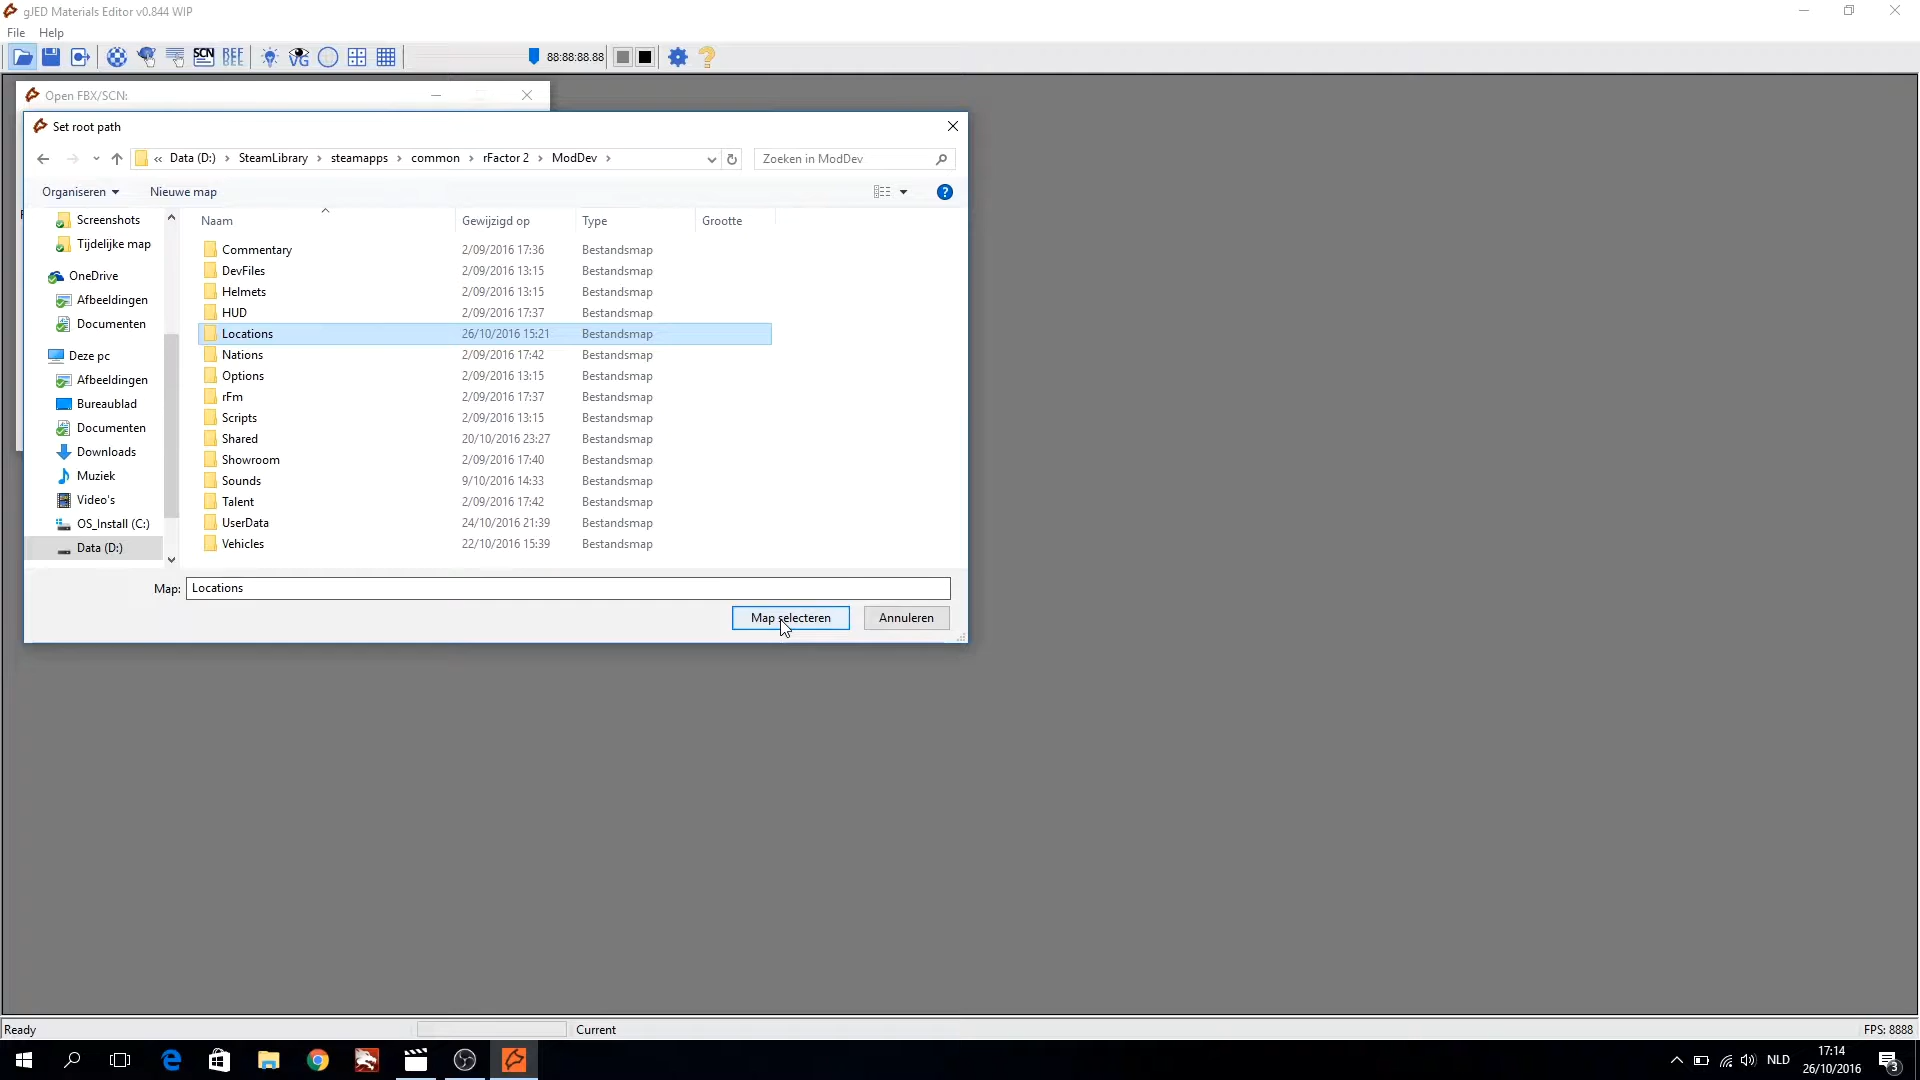 gJED Materials Editor v0.844 WIP
File Help
SCN REF 88:88:88.88
Open FBX/SCN:
Set root path
« Data (D:) › SteamLibrary › steamapps › common › rFactor 2 › ModDev ›
Zoeken in ModDev
Organiseren Nieuwe map
Naam Gewijzigd op Type Grootte
Screenshots
Tijdelijke map
OneDrive
Afbeeldingen
Documenten
Deze pc
Afbeeldingen
Bureaublad
Documenten
Downloads
Muziek
Video's
OS_Install (C:)
Data (D:)
Commentary 2/09/2016 17:36 Bestandsmap
DevFiles 2/09/2016 13:15 Bestandsmap
Helmets 2/09/2016 13:15 Bestandsmap
HUD 2/09/2016 17:37 Bestandsmap
Locations 26/10/2016 15:21 Bestandsmap
Nations 2/09/2016 17:42 Bestandsmap
Options 2/09/2016 13:15 Bestandsmap
rFm 2/09/2016 17:37 Bestandsmap
Scripts 2/09/2016 13:15 Bestandsmap
Shared 20/10/2016 23:27 Bestandsmap
Showroom 2/09/2016 17:40 Bestandsmap
Sounds 9/10/2016 14:33 Bestandsmap
Talent 2/09/2016 17:42 Bestandsmap
UserData 24/10/2016 21:39 Bestandsmap
Vehicles 22/10/2016 15:39 Bestandsmap
Map: Locations
Map selecteren Annuleren
Ready Current FPS: 8888
NLD
17:14
26/10/2016
3